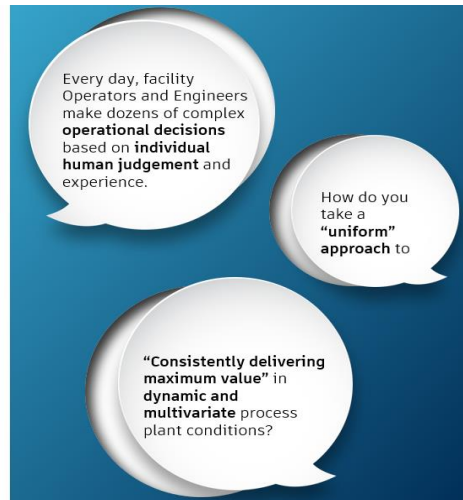 Every day, facility
Operators and Engineers
make dozens of complex
operational decisions
based on individual
human judgement and
experience.
How do you
take a
“uniform”
approach to
“Consistently delivering
maximum value” in
dynamic and
multivariate process
plant conditions?